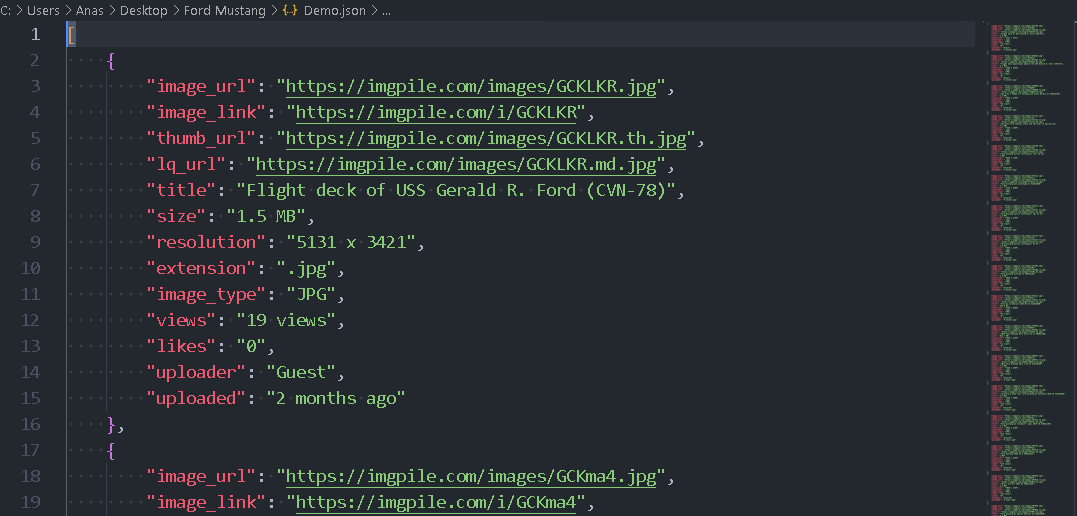 C: > Users > Anas > Desktop > Ford Mustang > {..} Demo.json > ...
1 [
2 {
3 "image_url": "https://imgpile.com/images/GCKLKR.jpg",
4 "image_link": "https://imgpile.com/i/GCKLKR",
5 "thumb_url": "https://imgpile.com/images/GCKLKR.th.jpg",
6 "lq_url": "https://imgpile.com/images/GCKLKR.md.jpg",
7 "title": "Flight deck of USS Gerald R. Ford (CVN-78)",
8 "size": "1.5 MB",
9 "resolution": "5131 x 3421",
10 "extension": ".jpg",
11 "image_type": "JPG",
12 "views": "19 views",
13 "likes": "0",
14 "uploader": "Guest",
15 "uploaded": "2 months ago"
16 },
17 {
18 "image_url": "https://imgpile.com/images/GCKma4.jpg",
19 "image_link": "https://imgpile.com/i/GCKma4",